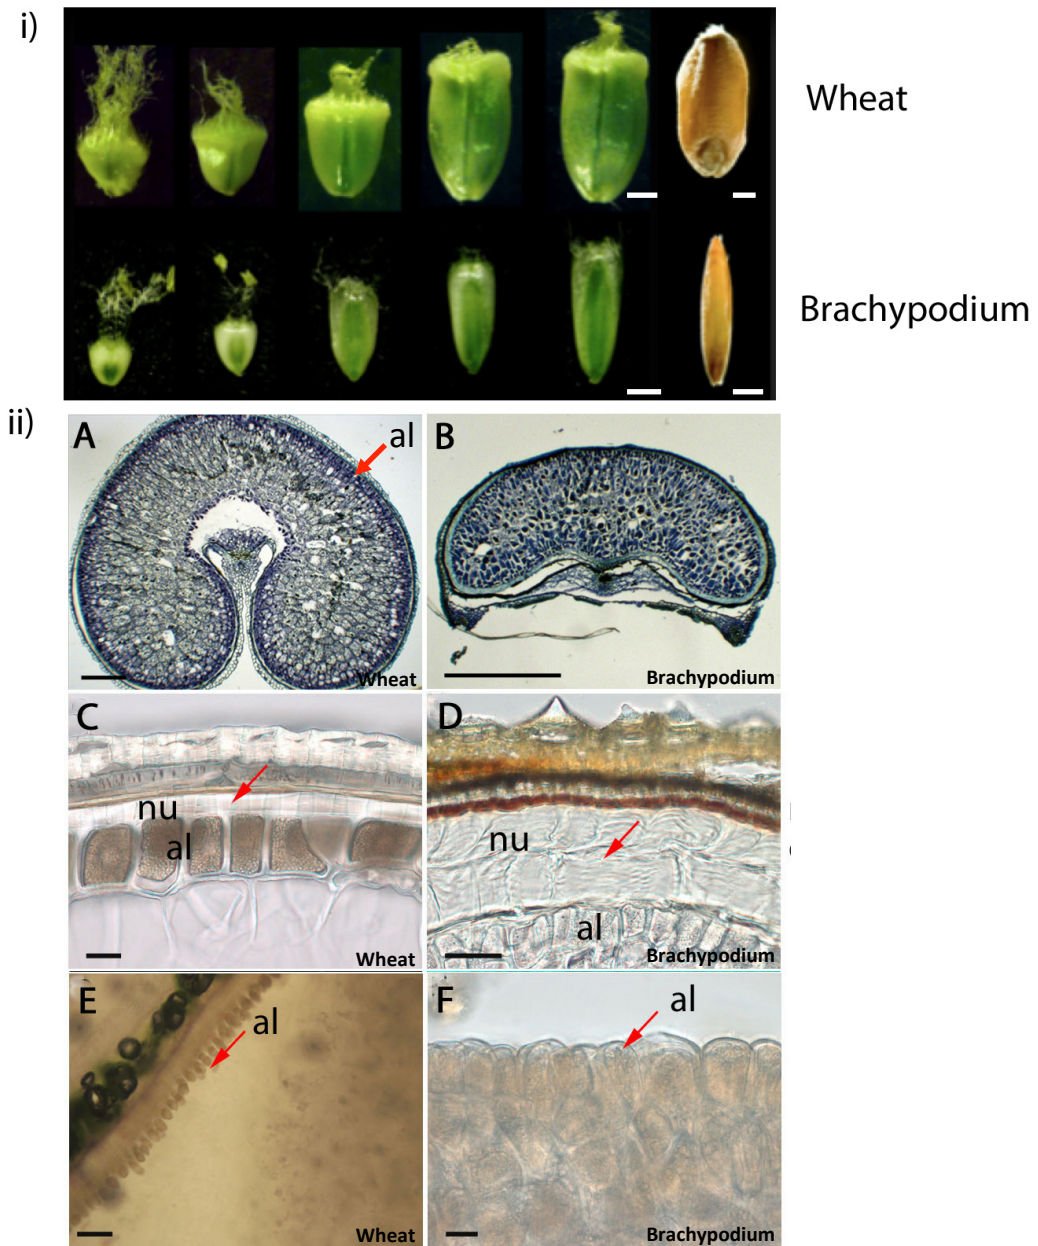 i)
Wheat
Brachypodium
ii)
A
al
Wheat
B
Brachypodium
C
nu
al
Wheat
D
nu
al
Brachypodium
E
al
Wheat
F
al
Brachypodium